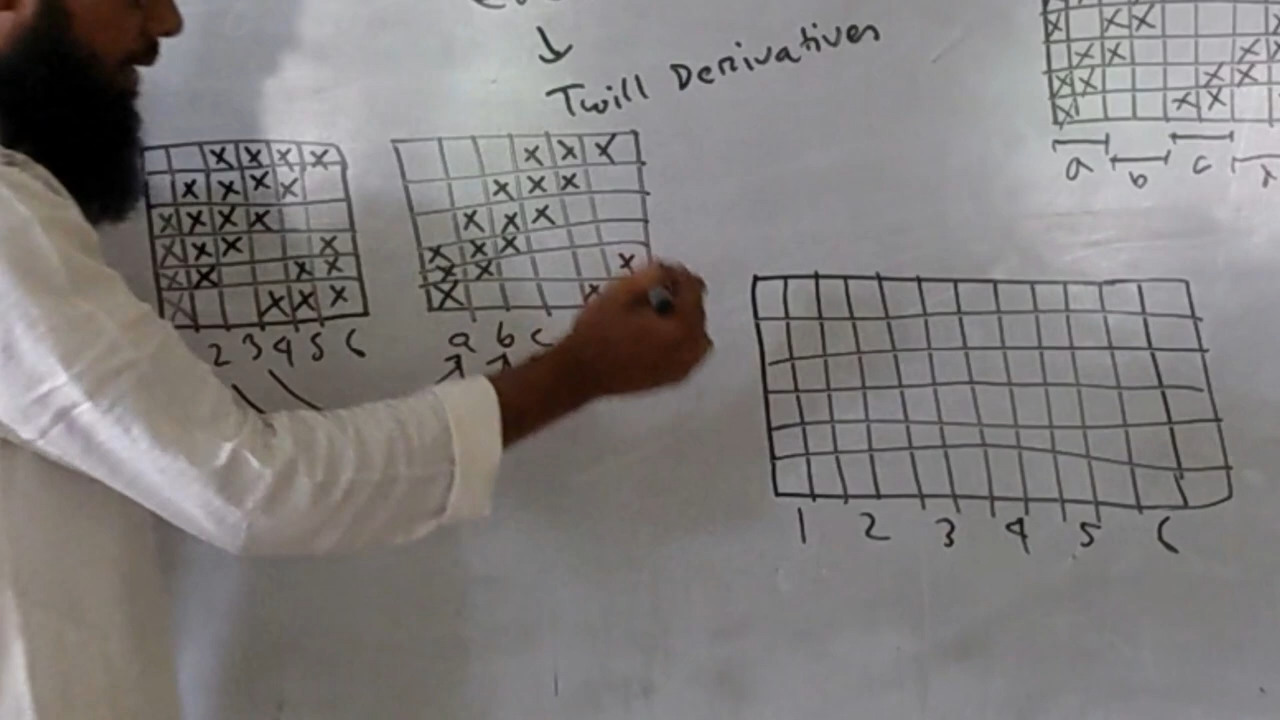 ↓
Twill Derivatives
a b c
2 3 4 5 6
a b c
1 2 3 4 5 6